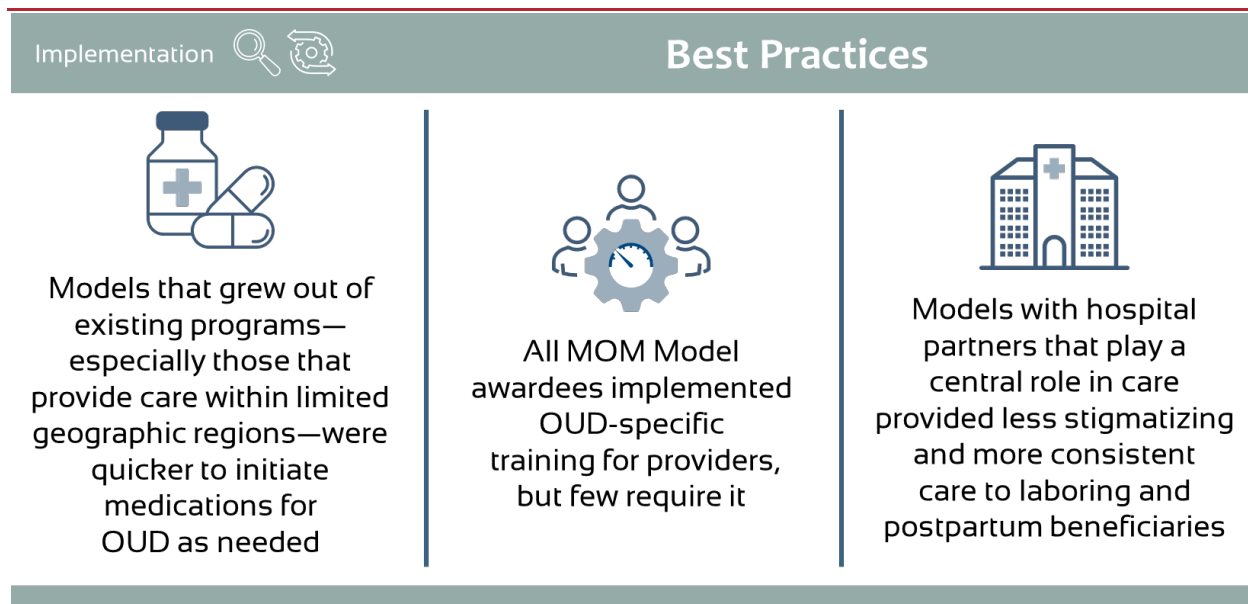 Implementation
Best Practices
Models that grew out of
existing programs—
especially those that
provide care within limited
geographic regions—were
quicker to initiate
medications for
OUD as needed
All MOM Model
awardees implemented
OUD-specific
training for providers,
but few require it
Models with hospital
partners that play a
central role in care
provided less stigmatizing
and more consistent
care to laboring and
postpartum beneficiaries